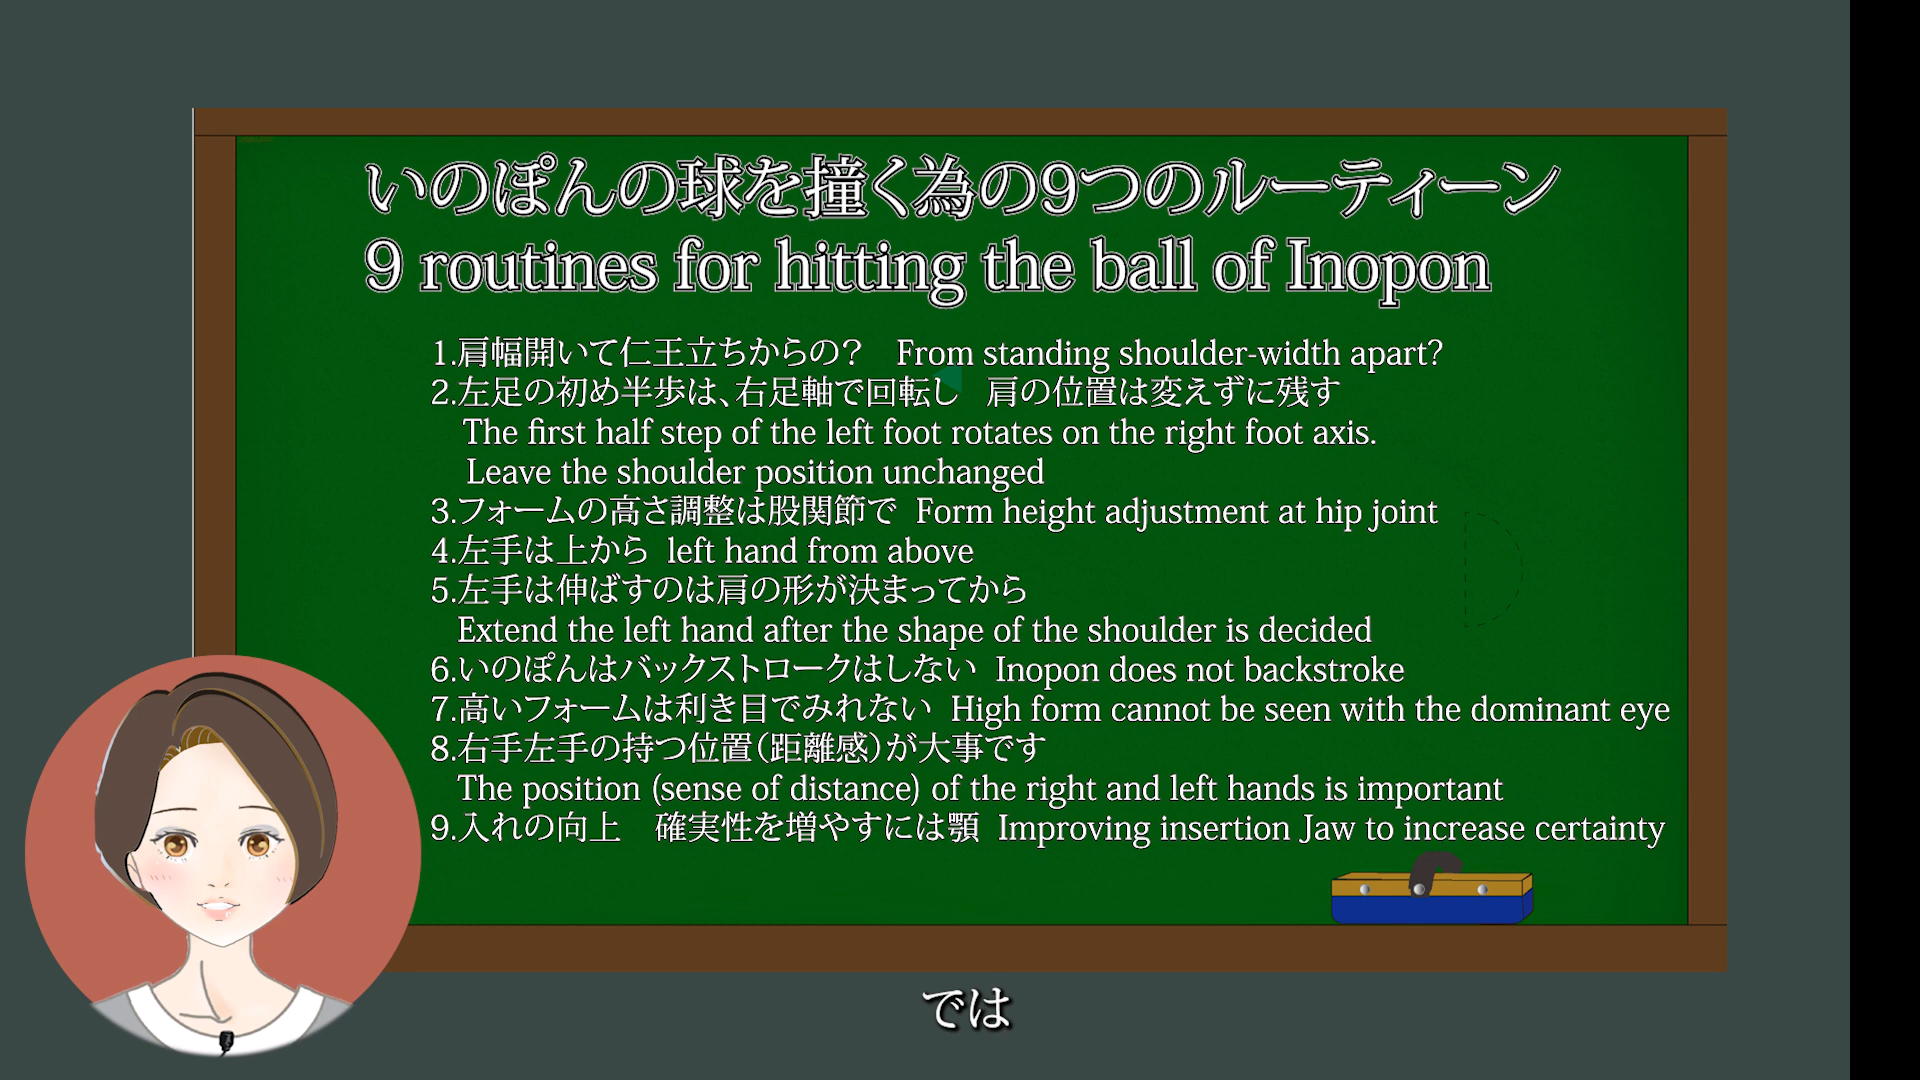 いのぽんの球を撞く為の9つのルーティーン
9 routines for hitting the ball of Inopon
1.肩幅開いて仁王立ちからの？ From standing shoulder-width apart?
2.左足の初め半歩は、右足軸で回転し 肩の位置は変えずに残す
The first half step of the left foot rotates on the right foot axis.
Leave the shoulder position unchanged
3.フォームの高さ調整は股関節で Form height adjustment at hip joint
4.左手は上から left hand from above
5.左手は伸ばすのは肩の形が決まってから
Extend the left hand after the shape of the shoulder is decided
6.いのぽんはバックストロークはしない Inopon does not backstroke
7.高いフォームは利き目でみれない High form cannot be seen with the dominant eye
8.右手左手の持つ位置（距離感）が大事です
The position (sense of distance) of the right and left hands is important
9.入れの向上 確実性を増やすには顎 Improving insertion Jaw to increase certainty
では